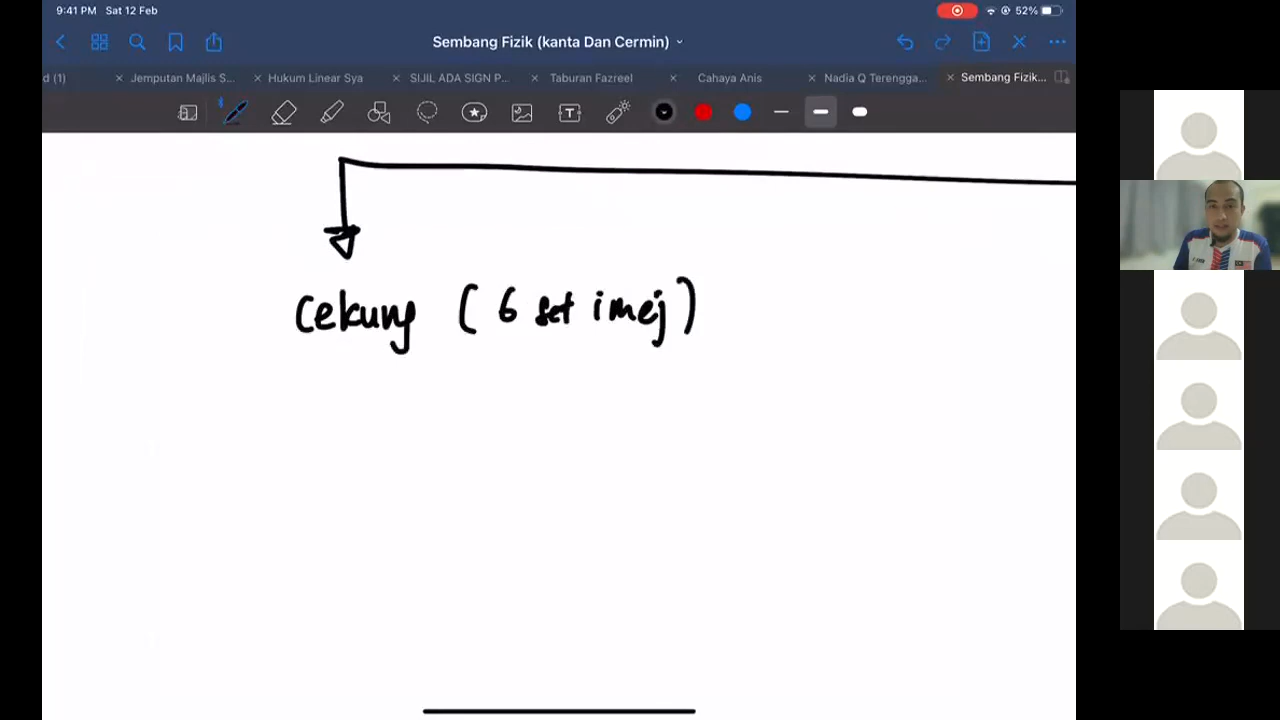 9:41 PM Sat 12 Feb
52%
Sembang Fizik (kanta Dan Cermin)
d (1)
Jemputan Majlis S...
Hukum Linear Sya
SIJIL ADA SIGN P...
Taburan Fazreel
Cahaya Anis
Nadia Q Terengga...
Sembang Fizik...
T
Cekung ( 6 set imej )